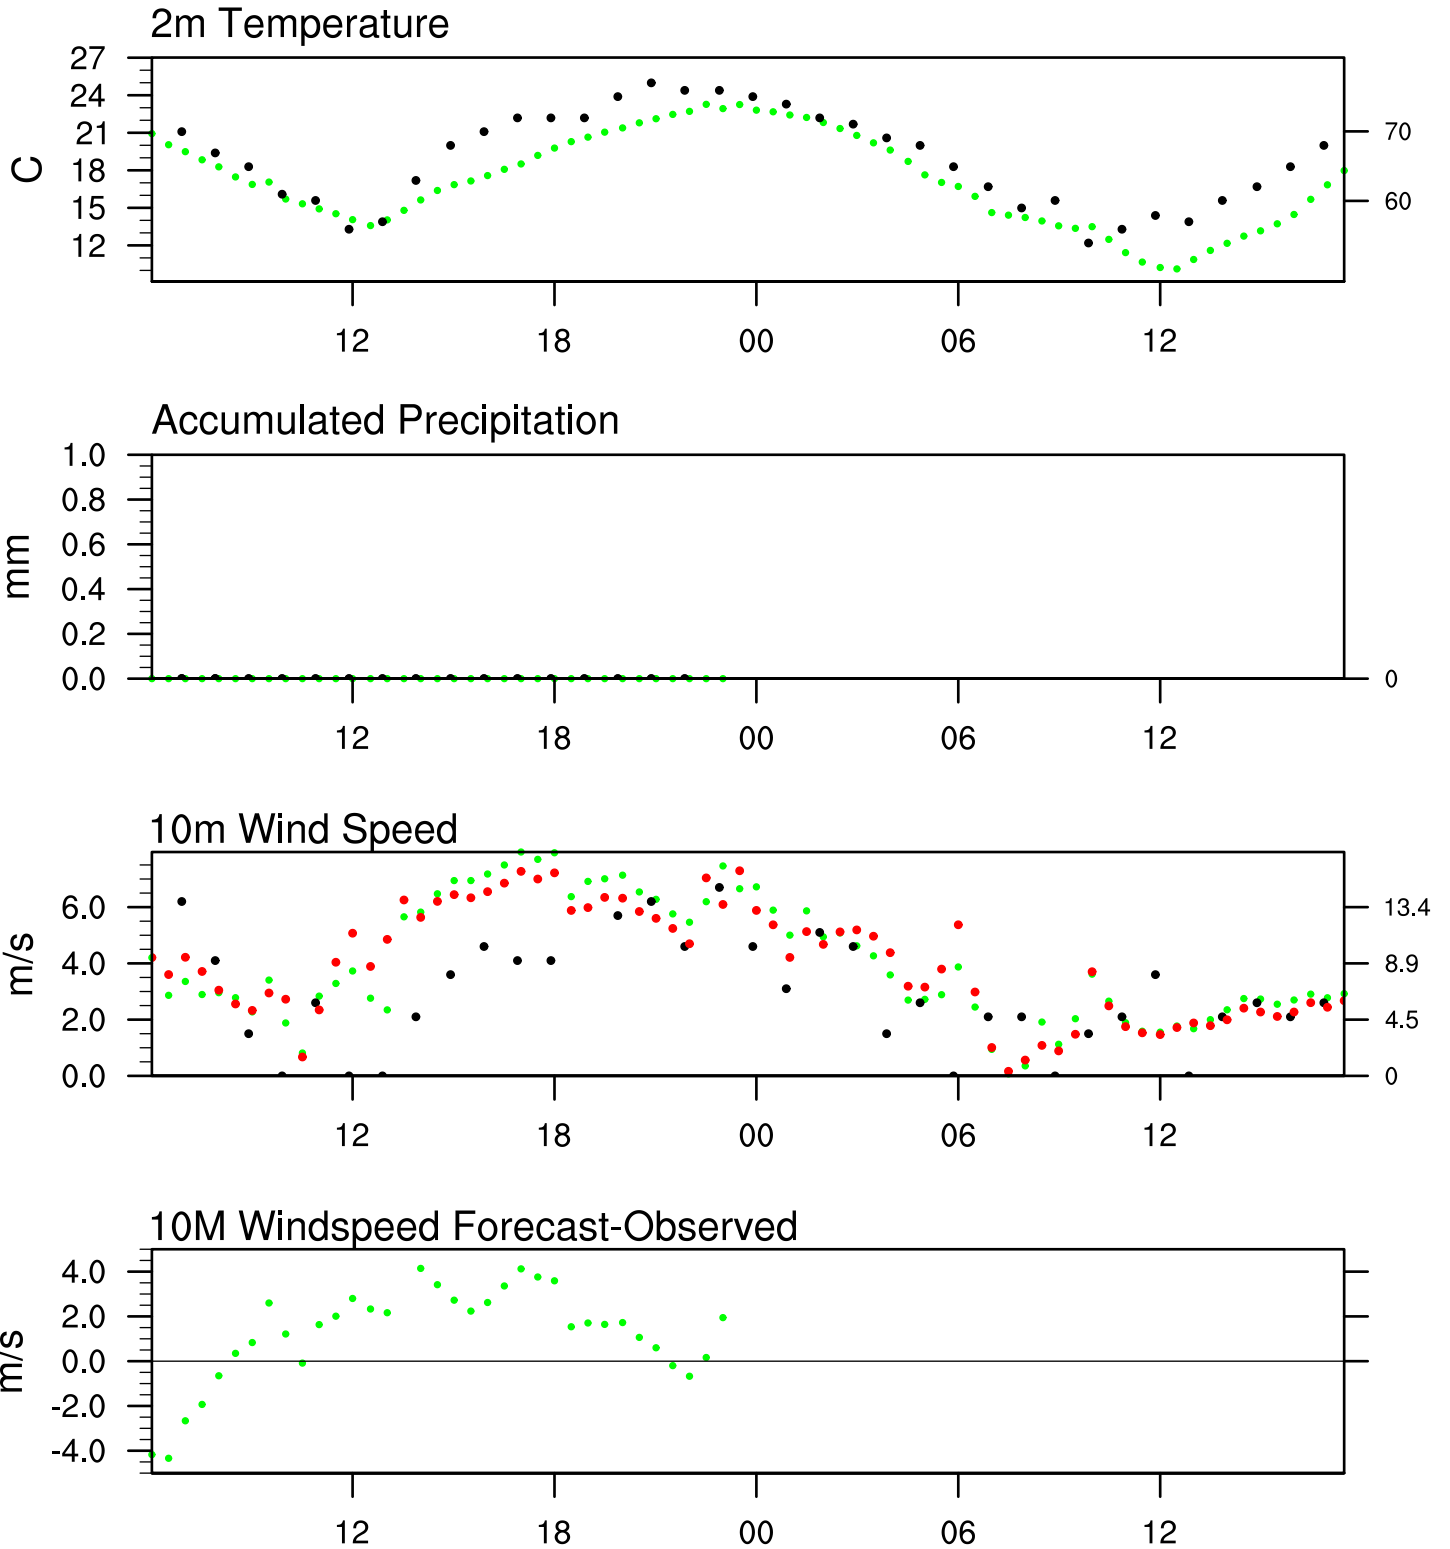 2m Temperature
27
24
21
18
15
12
C
70
60
12 18 00 06 12
Accumulated Precipitation
1.0
0.8
0.6
0.4
0.2
0.0
mm
0
12 18 00 06 12
10m Wind Speed
6.0
4.0
2.0
0.0
m/s
13.4
8.9
4.5
0
12 18 00 06 12
10M Windspeed Forecast-Observed
4.0
2.0
0.0
-2.0
-4.0
m/s
12 18 00 06 12